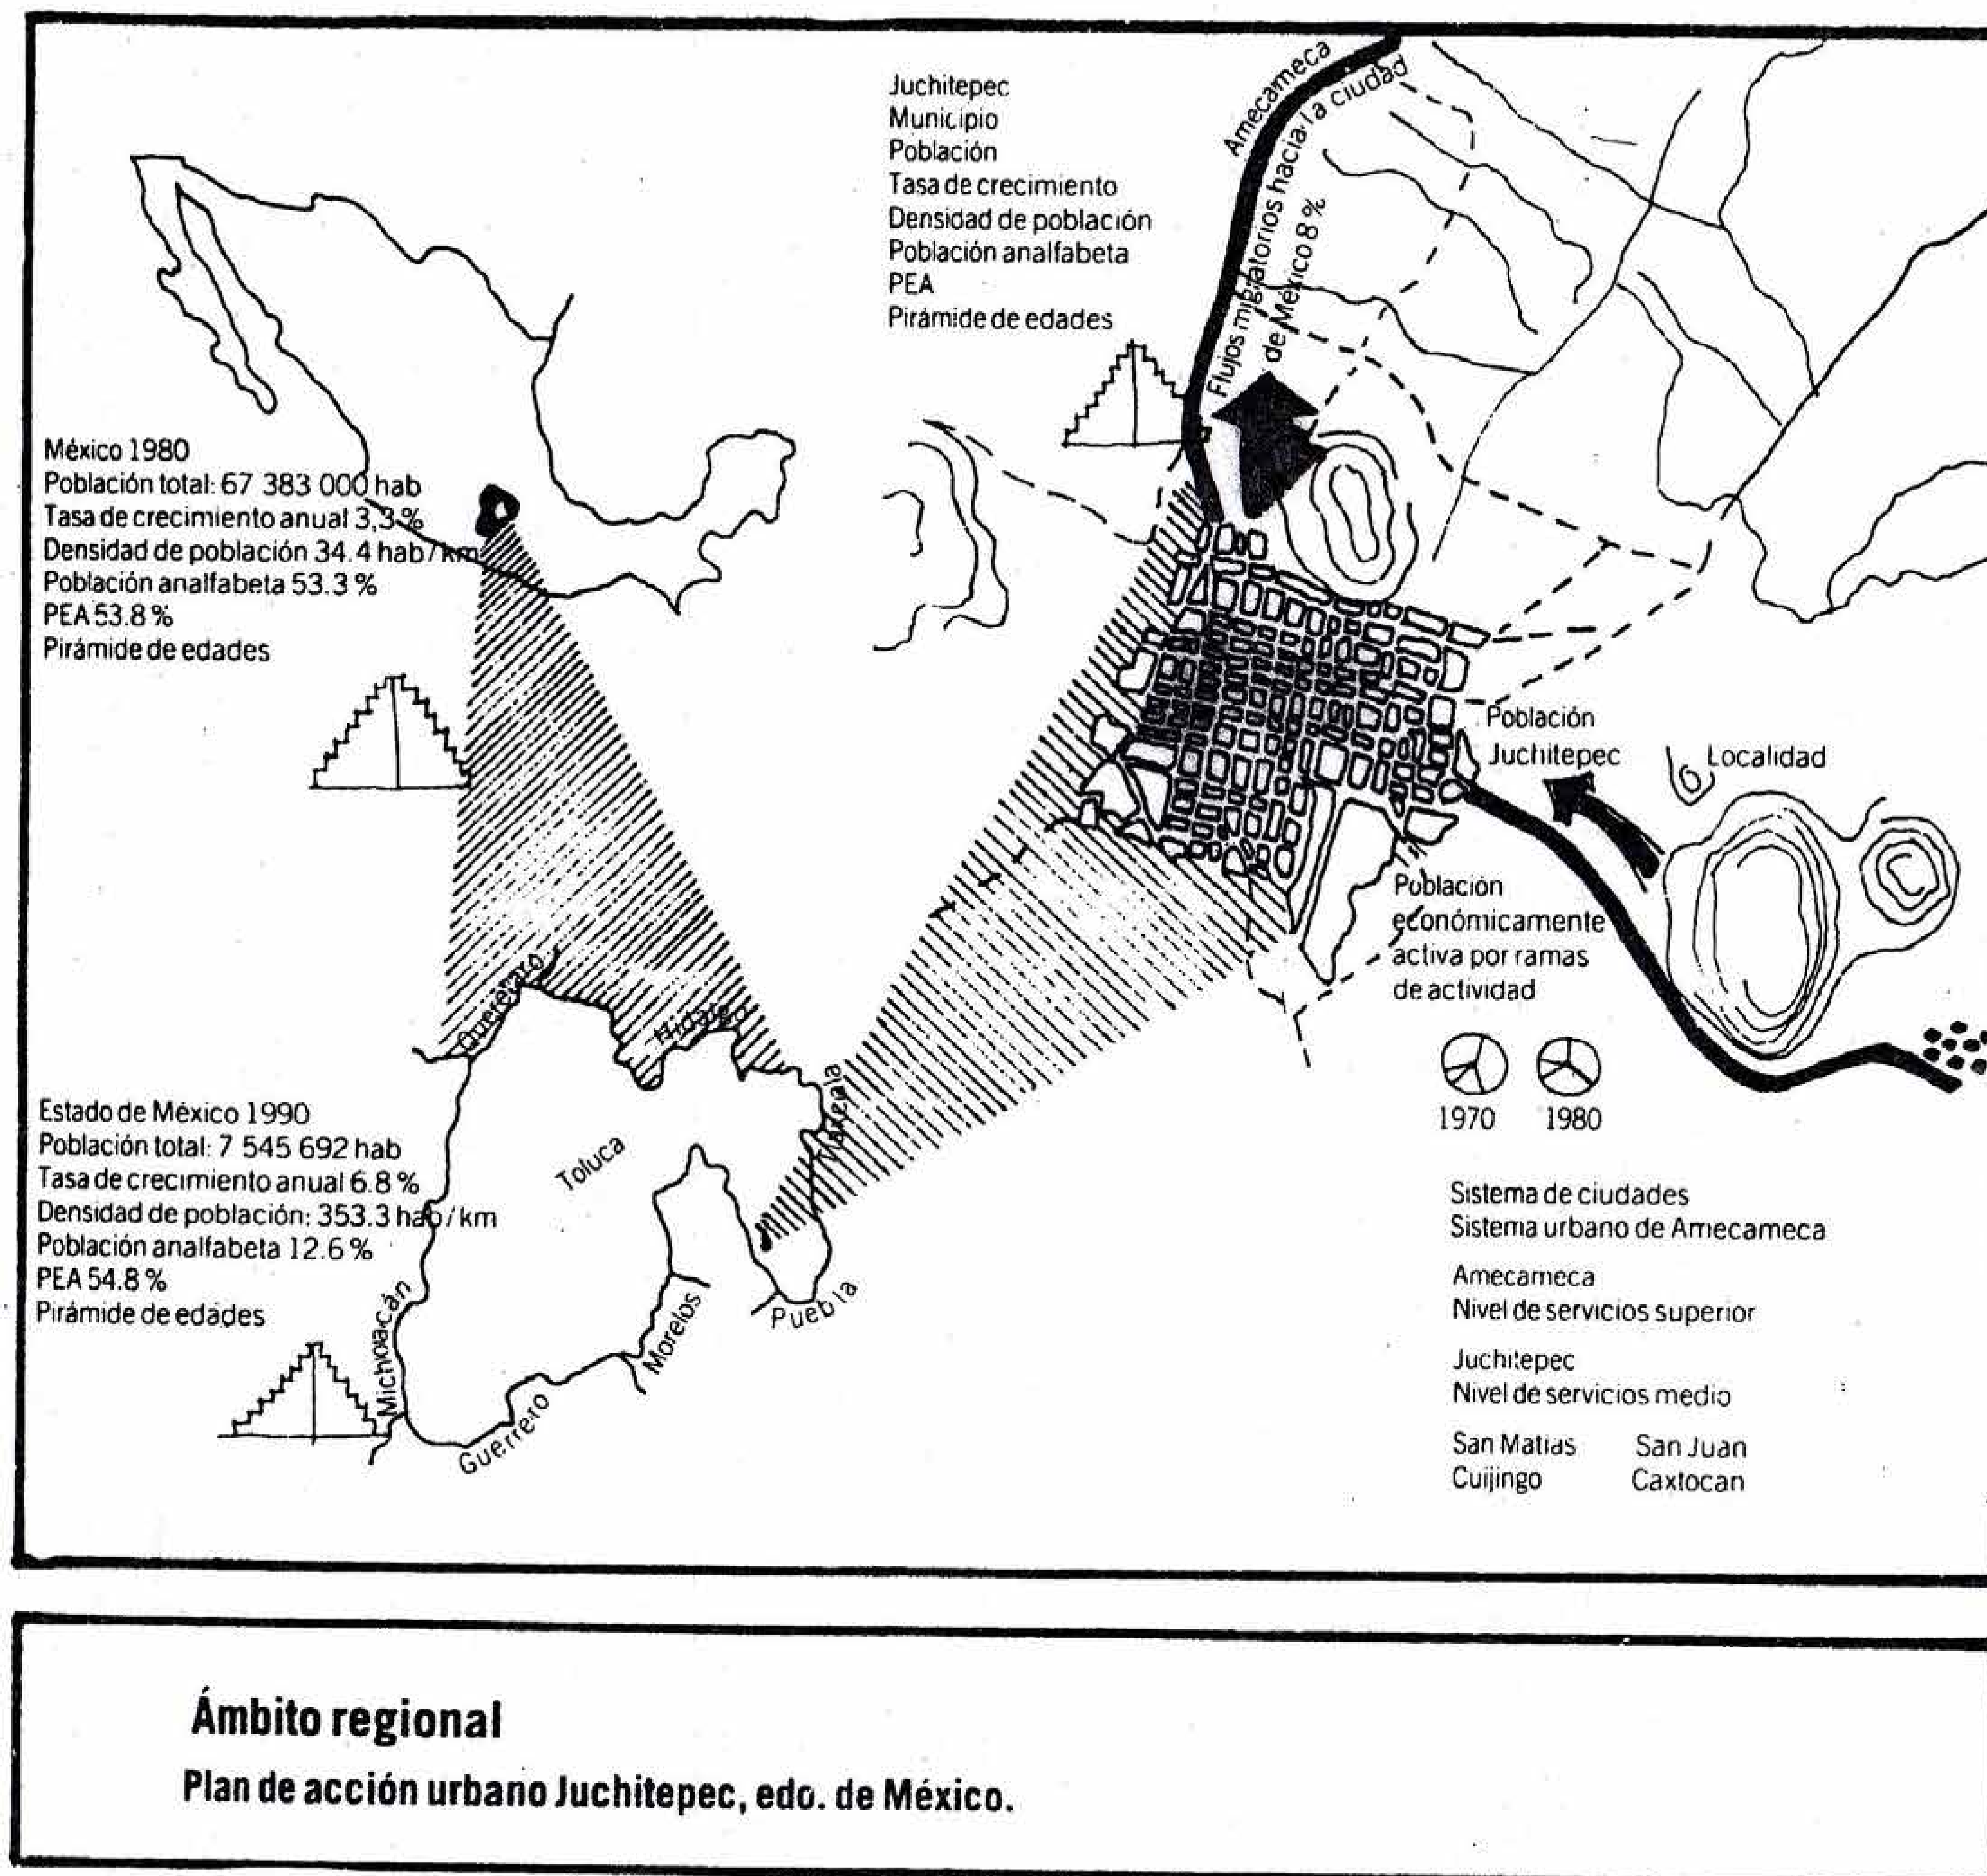 Juchitepec
Municipio
Población
Tasa de crecimiento
Densidad de población
Población analfabeta
PEA
Pirámide de edades
Amecameca
Flujos migratorios hacia la ciudad
de México 8 %
México 1980
Población total: 67 383 000 hab
Tasa de crecimiento anual 3,3 %
Densidad de población 34.4 hab/km
Población analfabeta 53.3 %
PEA 53.8 %
Pirámide de edades
Población
Juchitepec
Localidad
Población
económicamente
activa por ramas
de actividad
1970 1980
Querétaro
Hidalgo
Tlaxcala
Toluca
Michoacán
Guerrero
Morelos
Puebla
Estado de México 1990
Población total: 7 545 692 hab
Tasa de crecimiento anual 6.8 %
Densidad de población: 353.3 hab/km
Población analfabeta 12.6 %
PEA 54.8 %
Pirámide de edades
Sistema de ciudades
Sistema urbano de Amecameca
Amecameca
Nivel de servicios superior
Juchitepec
Nivel de servicios medio
San Matias San Juan
Cuijingo Caxtocan
Ámbito regional
Plan de acción urbano Juchitepec, edo. de México.